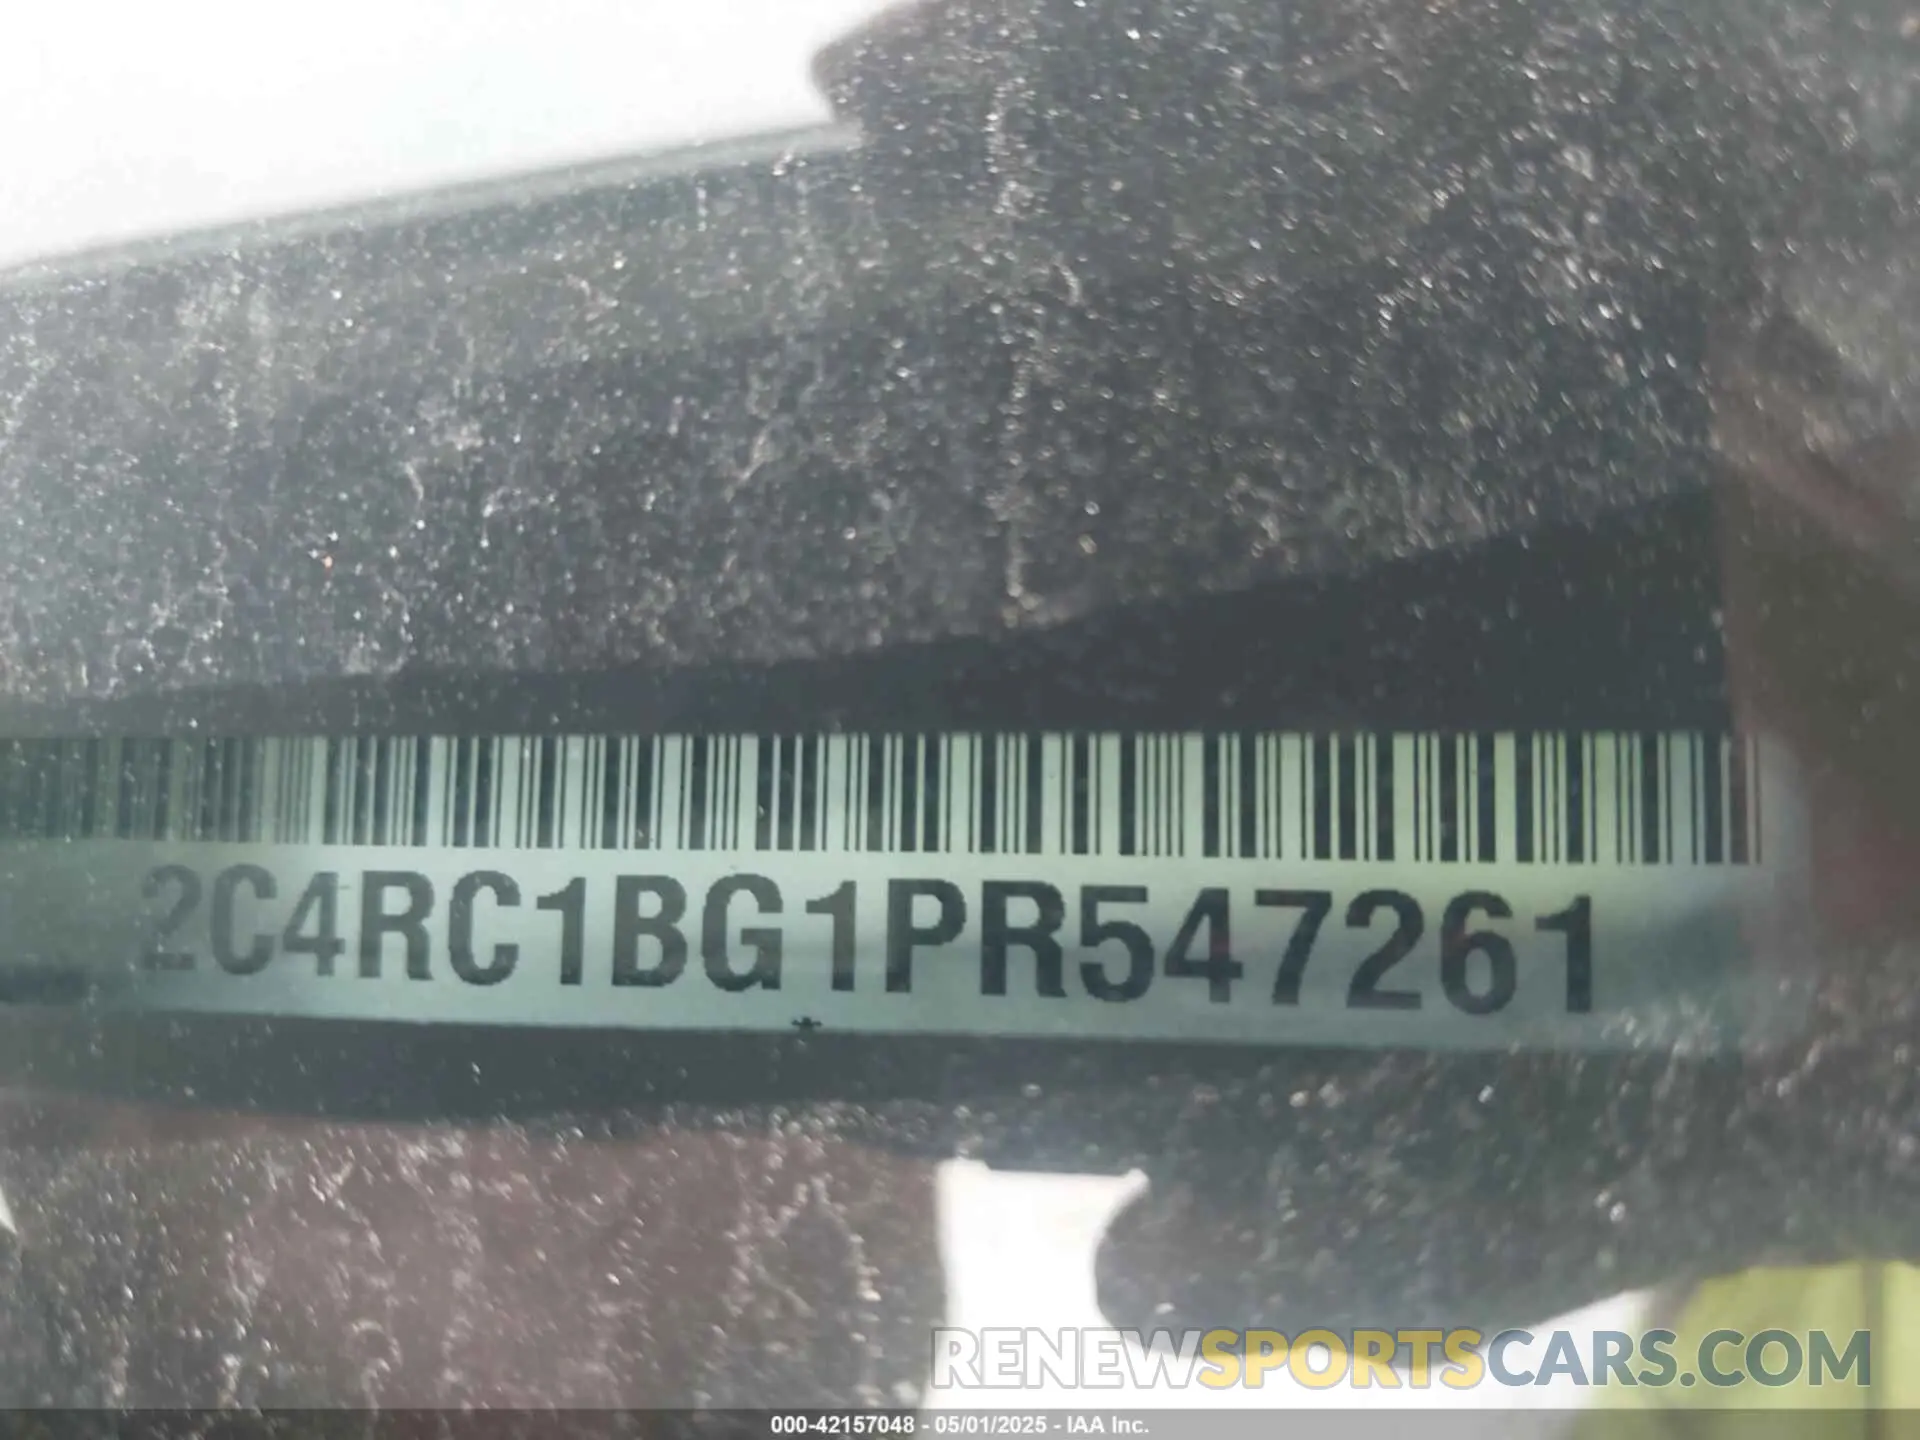 2C4RC1BG1PR547261
RENEWSPORTSCARS.COM
000-42157048 - 05/01/2025 - IAA Inc.